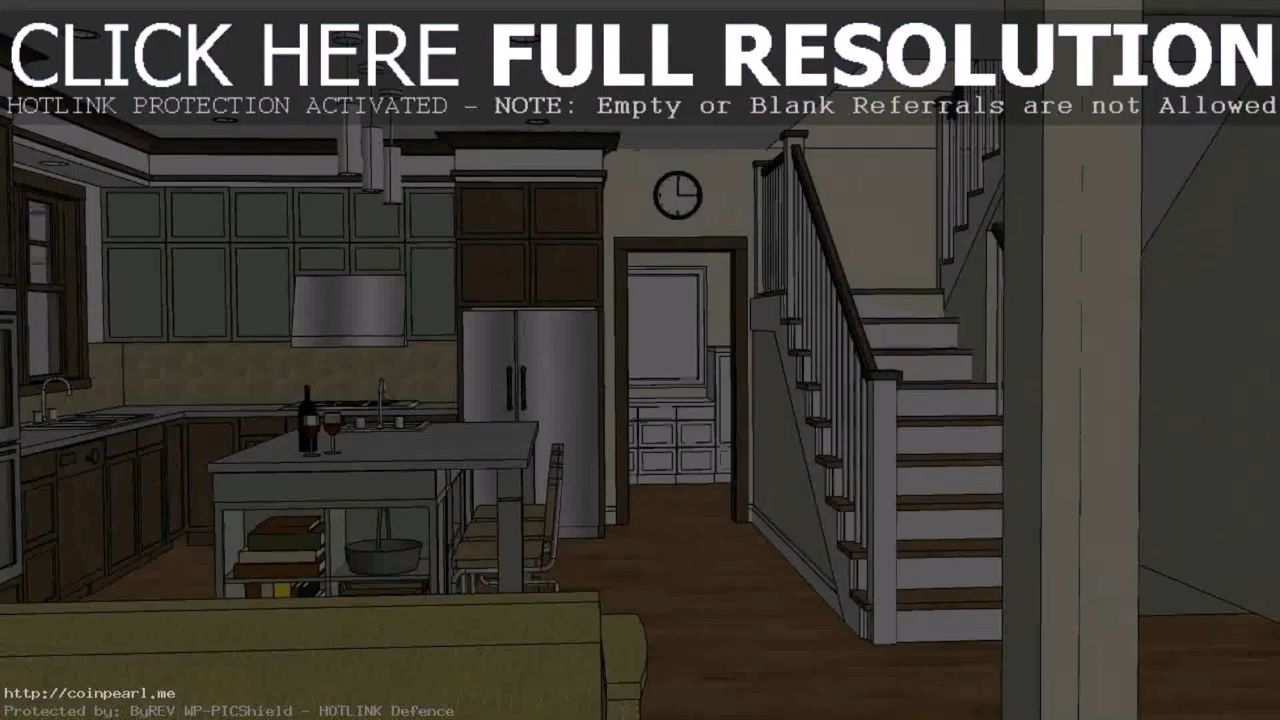 CLICK HERE FULL RESOLUTION
HOTLINK PROTECTION ACTIVATED - NOTE: Empty or Blank Referrals are not Allowed
http://coinpearl.me
Protected by: ByREV WP-PICShield - HOTLINK Defence